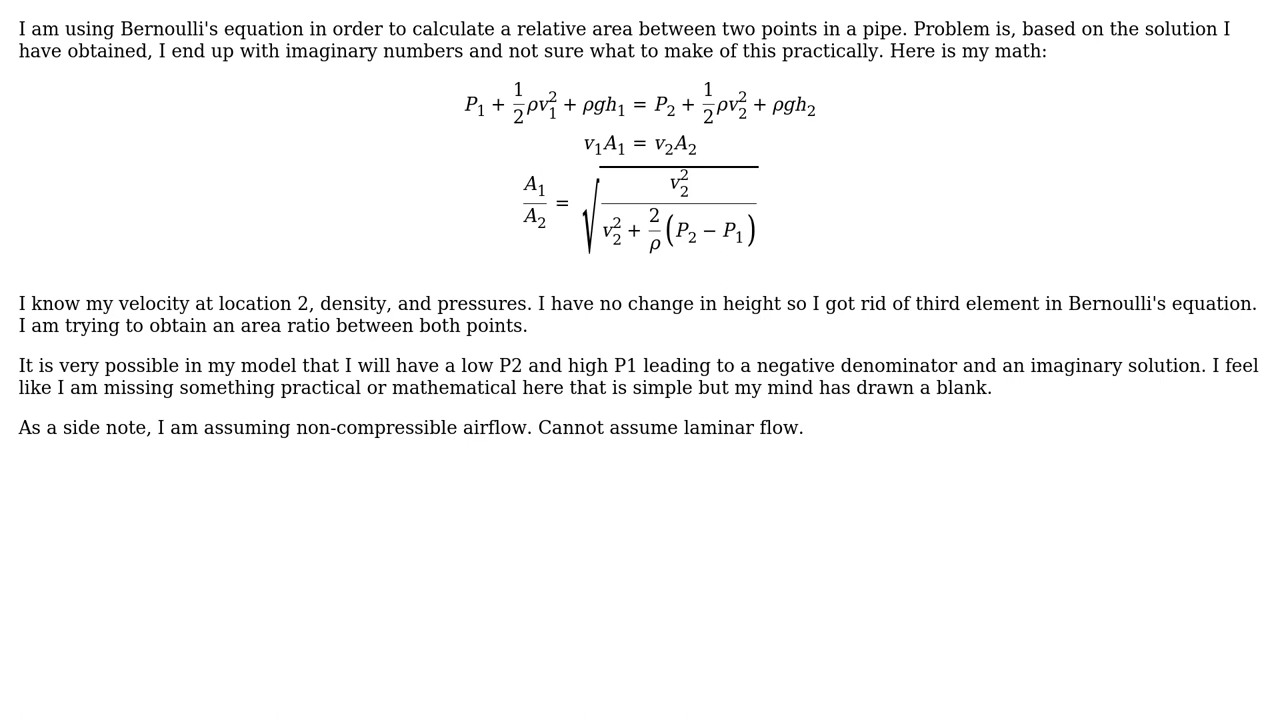 I am using Bernoulli's equation in order to calculate a relative area between two points in a pipe. Problem is, based on the solution I
have obtained, I end up with imaginary numbers and not sure what to make of this practically. Here is my math:
P₁ + 1/2 ρv₁² + ρgh₁ = P₂ + 1/2 ρv₂² + ρgh₂
v₁A₁ = v₂A₂
A₁/A₂ = √(v₂²/(v₂² + 2/ρ (P₂ − P₁)))
I know my velocity at location 2, density, and pressures. I have no change in height so I got rid of third element in Bernoulli's equation.
I am trying to obtain an area ratio between both points.
It is very possible in my model that I will have a low P2 and high P1 leading to a negative denominator and an imaginary solution. I feel
like I am missing something practical or mathematical here that is simple but my mind has drawn a blank.
As a side note, I am assuming non-compressible airflow. Cannot assume laminar flow.